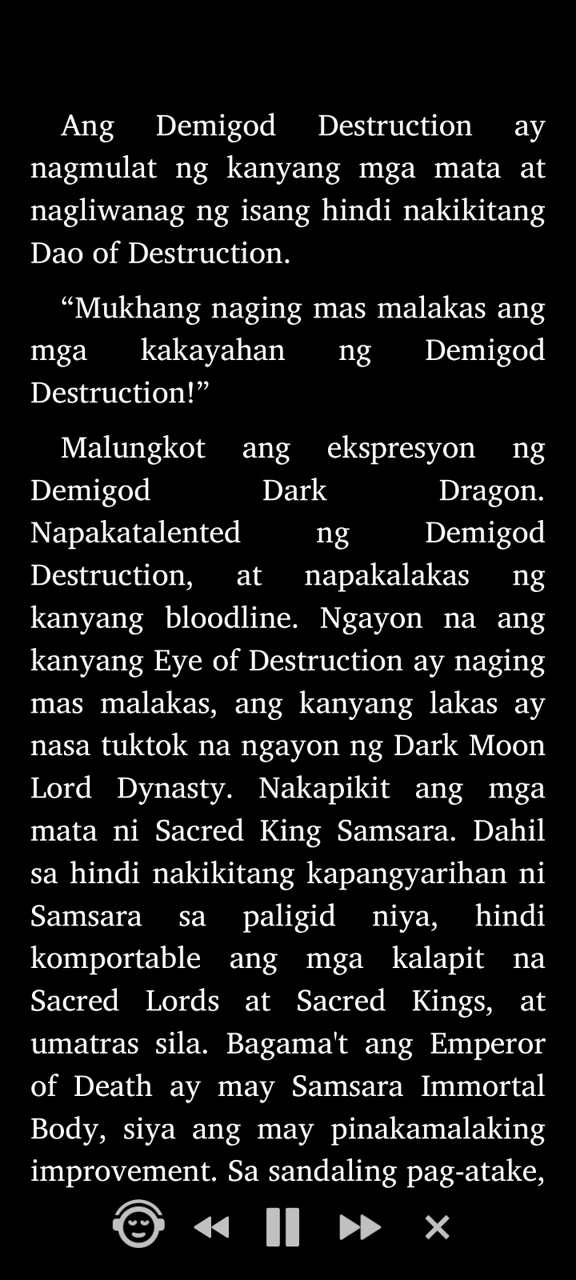 Ang Demigod Destruction ay
nagmulat ng kanyang mga mata at
nagliwanag ng isang hindi nakikitang
Dao of Destruction.
“Mukhang naging mas malakas ang
mga kakayahan ng Demigod
Destruction!”
Malungkot ang ekspresyon ng
Demigod Dark Dragon.
Napakatalented ng Demigod
Destruction, at napakalakas ng
kanyang bloodline. Ngayon na ang
kanyang Eye of Destruction ay naging
mas malakas, ang kanyang lakas ay
nasa tuktok na ngayon ng Dark Moon
Lord Dynasty. Nakapikit ang mga
mata ni Sacred King Samsara. Dahil
sa hindi nakikitang kapangyarihan ni
Samsara sa paligid niya, hindi
komportable ang mga kalapit na
Sacred Lords at Sacred Kings, at
umatras sila. Bagama't ang Emperor
of Death ay may Samsara Immortal
Body, siya ang may pinakamalaking
improvement. Sa sandaling pag-atake,